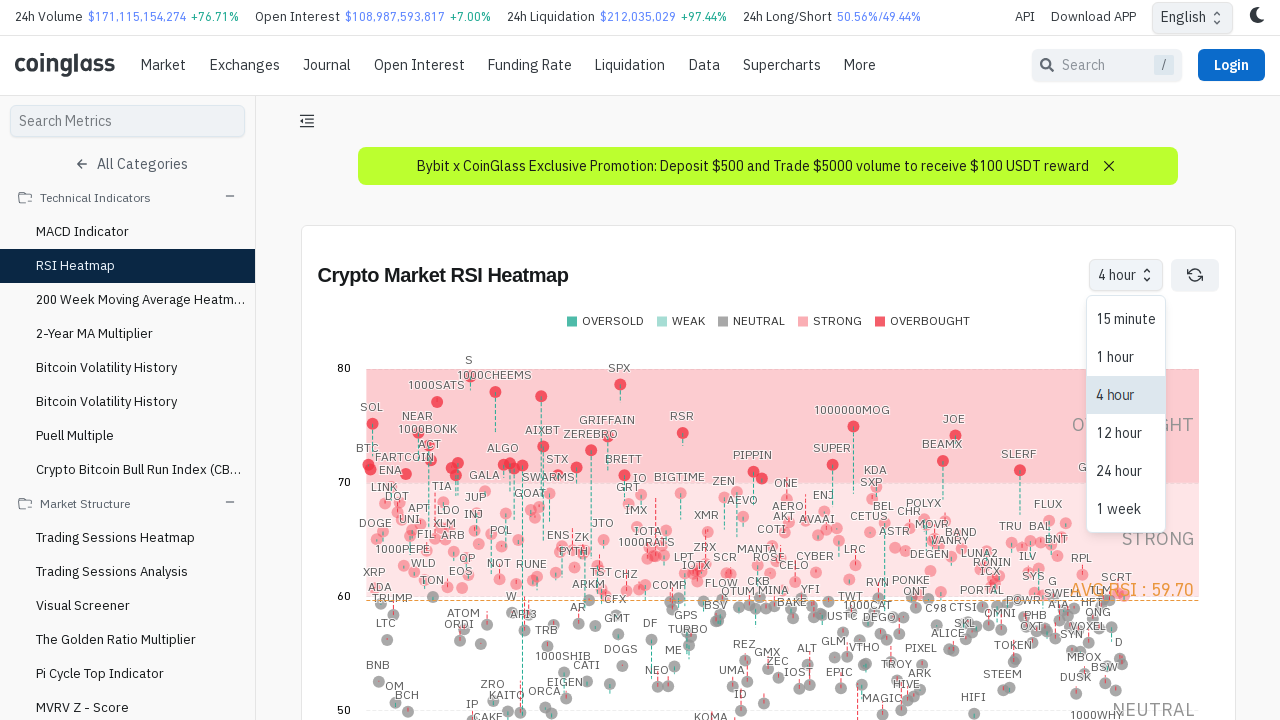 24h Volume $171,115,154,274 +76.71% Open Interest $108,987,593,817 +7.00% 24h Liquidation $212,035,029 +97.44% 24h Long/Short 50.56%/49.44% API Download APP English
coinglass Market Exchanges Journal Open Interest Funding Rate Liquidation Data Supercharts More Search / Login
Search Metrics
All Categories
Technical Indicators
MACD Indicator
RSI Heatmap
200 Week Moving Average Heatm...
2-Year MA Multiplier
Bitcoin Volatility History
Bitcoin Volatility History
Puell Multiple
Crypto Bitcoin Bull Run Index (CB...
Market Structure
Trading Sessions Heatmap
Trading Sessions Analysis
Visual Screener
The Golden Ratio Multiplier
Pi Cycle Top Indicator
MVRV Z - Score
Bybit x CoinGlass Exclusive Promotion: Deposit $500 and Trade $5000 volume to receive $100 USDT reward
Crypto Market RSI Heatmap
4 hour
15 minute
1 hour
4 hour
12 hour
24 hour
1 week
OVERSOLD WEAK NEUTRAL STRONG OVERBOUGHT
80
S SPX
1000CHEEMS
1000SATS
SOL NEAR GRIFFAIN RSR 1000000MOG JOE
1000BONK AIXBT ZEREBRO
BTC ACT ALGO SUPER BEAMX
FARTCOIN STX BRETT PIPPIN SLERF
ENA GALA SWARMS IO BIGTIME KDA
70
LINK TIA GOAT GRT ZEN ONE SXP
DOT JUP AEVO ENJ
APT LDO INJ IMX AERO BEL POLYX FLUX
DOGE UNI XLM JTO XMR AKT AVAAI CETUS CHR MOVR TRU BAL
FIL ARB POL ENS ZK IOTA COTI ASTR BAND
1000PEPE PYTH 1000RATS ZRX MANTA LRC VANRY BNT
WLD OP NOT RUNE LPT SCR ROSE CYBER DEGEN LUNA2 ILV RPL
XRP TON EOS TST CHZ IOTX CELO RONIN
ADA ARKM COMP FLOW CKB YFI RVN PONKE ICX SYS G SCRT
60
TRUMP W ICX OTUM MINA TWT ONT PORTAL SWELL AVG RSI : 59.70
LTC ATOM API3 AR GMT GPS BSV BAKE 1000CAT C98 CTSI POWR ATA HFT
ORDI TRB DF TURBO USTC DEGO SKL OMNI PHB ONG
DOGS ME REZ GLM ALICE OXT SYN VOXEL
BNB 1000SHIB CATI NEO GMX ALT VTHO PIXEL TOKEN D
OM ZRO EIGEN UMA ZEC IOST EPIC TROY ARK STEEM MBOX BSW
BCH KAITO ORCA ID HIVE DUSK
IP MAGIC HIFI
50
CAKE KOMA 1000WHY
STRONG
NEUTRAL